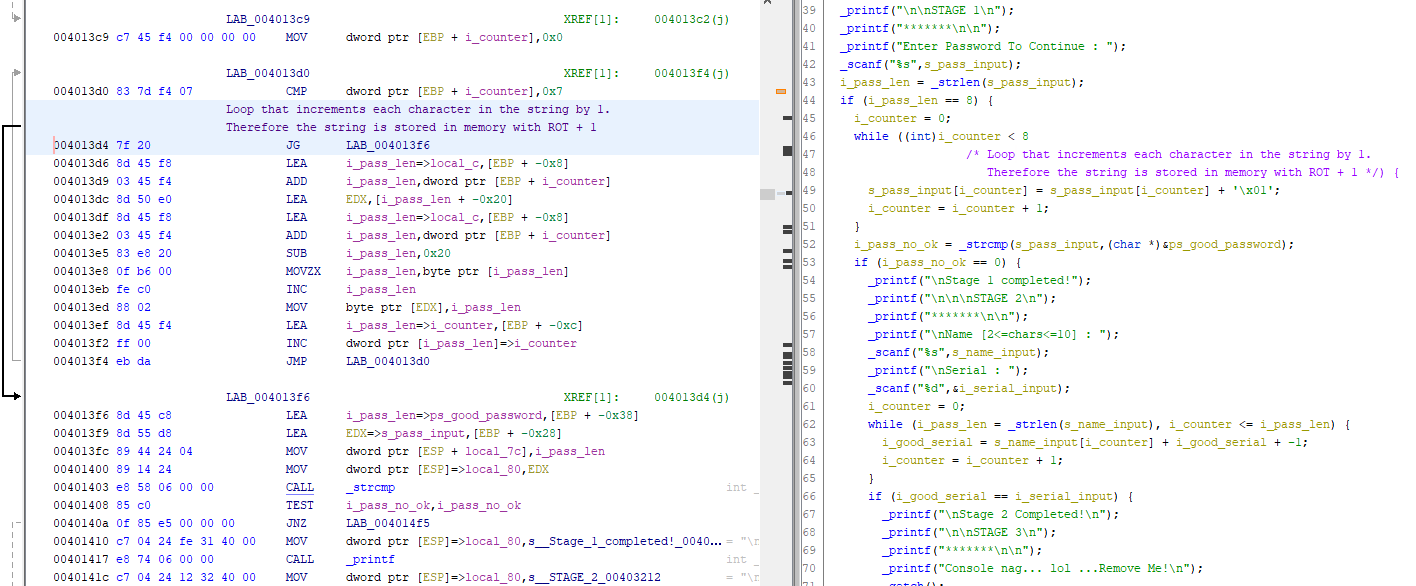 LAB_004013c9 XREF[1]: 004013c2(j)
004013c9 c7 45 f4 00 00 00 00 MOV dword ptr [EBP + i_counter],0x0
LAB_004013d0 XREF[1]: 004013f4(j)
004013d0 83 7d f4 07 CMP dword ptr [EBP + i_counter],0x7
Loop that increments each character in the string by 1.
Therefore the string is stored in memory with ROT + 1
004013d4 7f 20 JG LAB_004013f6
004013d6 8d 45 f8 LEA i_pass_len=>local_c,[EBP + -0x8]
004013d9 03 45 f4 ADD i_pass_len,dword ptr [EBP + i_counter]
004013dc 8d 50 e0 LEA EDX,[i_pass_len + -0x20]
004013df 8d 45 f8 LEA i_pass_len=>local_c,[EBP + -0x8]
004013e2 03 45 f4 ADD i_pass_len,dword ptr [EBP + i_counter]
004013e5 83 e8 20 SUB i_pass_len,0x20
004013e8 0f b6 00 MOVZX i_pass_len,byte ptr [i_pass_len]
004013eb fe c0 INC i_pass_len
004013ed 88 02 MOV byte ptr [EDX],i_pass_len
004013ef 8d 45 f4 LEA i_pass_len=>i_counter,[EBP + -0xc]
004013f2 ff 00 INC dword ptr [i_pass_len]=>i_counter
004013f4 eb da JMP LAB_004013d0
LAB_004013f6 XREF[1]: 004013d4(j)
004013f6 8d 45 c8 LEA i_pass_len=>ps_good_password,[EBP + -0x38]
004013f9 8d 55 d8 LEA EDX=>s_pass_input,[EBP + -0x28]
004013fc 89 44 24 04 MOV dword ptr [ESP + local_7c],i_pass_len
00401400 89 14 24 MOV dword ptr [ESP]=>local_80,EDX
00401403 e8 58 06 00 00 CALL _strcmp int _
00401408 85 c0 TEST i_pass_no_ok,i_pass_no_ok
0040140a 0f 85 e5 00 00 00 JNZ LAB_004014f5
00401410 c7 04 24 fe 31 40 00 MOV dword ptr [ESP]=>local_80,s__Stage_1_completed!_0040... = "\n
00401417 e8 74 06 00 00 CALL _printf int _
0040141c c7 04 24 12 32 40 00 MOV dword ptr [ESP]=>local_80,s__STAGE_2_00403212 = "\n
39 _printf("\n\nSTAGE 1\n");
40 _printf("*******\n\n");
41 _printf("Enter Password To Continue : ");
42 _scanf("%s",s_pass_input);
43 i_pass_len = _strlen(s_pass_input);
44 if (i_pass_len == 8) {
45 i_counter = 0;
46 while ((int)i_counter < 8
47 /* Loop that increments each character in the string by 1.
48 Therefore the string is stored in memory with ROT + 1 */) {
49 s_pass_input[i_counter] = s_pass_input[i_counter] + '\x01';
50 i_counter = i_counter + 1;
51 }
52 i_pass_no_ok = _strcmp(s_pass_input,(char *)&ps_good_password);
53 if (i_pass_no_ok == 0) {
54 _printf("\nStage 1 completed!");
55 _printf("\n\n\nSTAGE 2\n");
56 _printf("*******\n\n");
57 _printf("\nName [2<=chars<=10] : ");
58 _scanf("%s",s_name_input);
59 _printf("\nSerial : ");
60 _scanf("%d",&i_serial_input);
61 i_counter = 0;
62 while (i_pass_len = _strlen(s_name_input), i_counter <= i_pass_len) {
63 i_good_serial = s_name_input[i_counter] + i_good_serial + -1;
64 i_counter = i_counter + 1;
65 }
66 if (i_good_serial == i_serial_input) {
67 _printf("\nStage 2 Completed!\n");
68 _printf("\n\nSTAGE 3\n");
69 _printf("*******\n\n");
70 _printf("Console nag... lol ...Remove Me!\n");